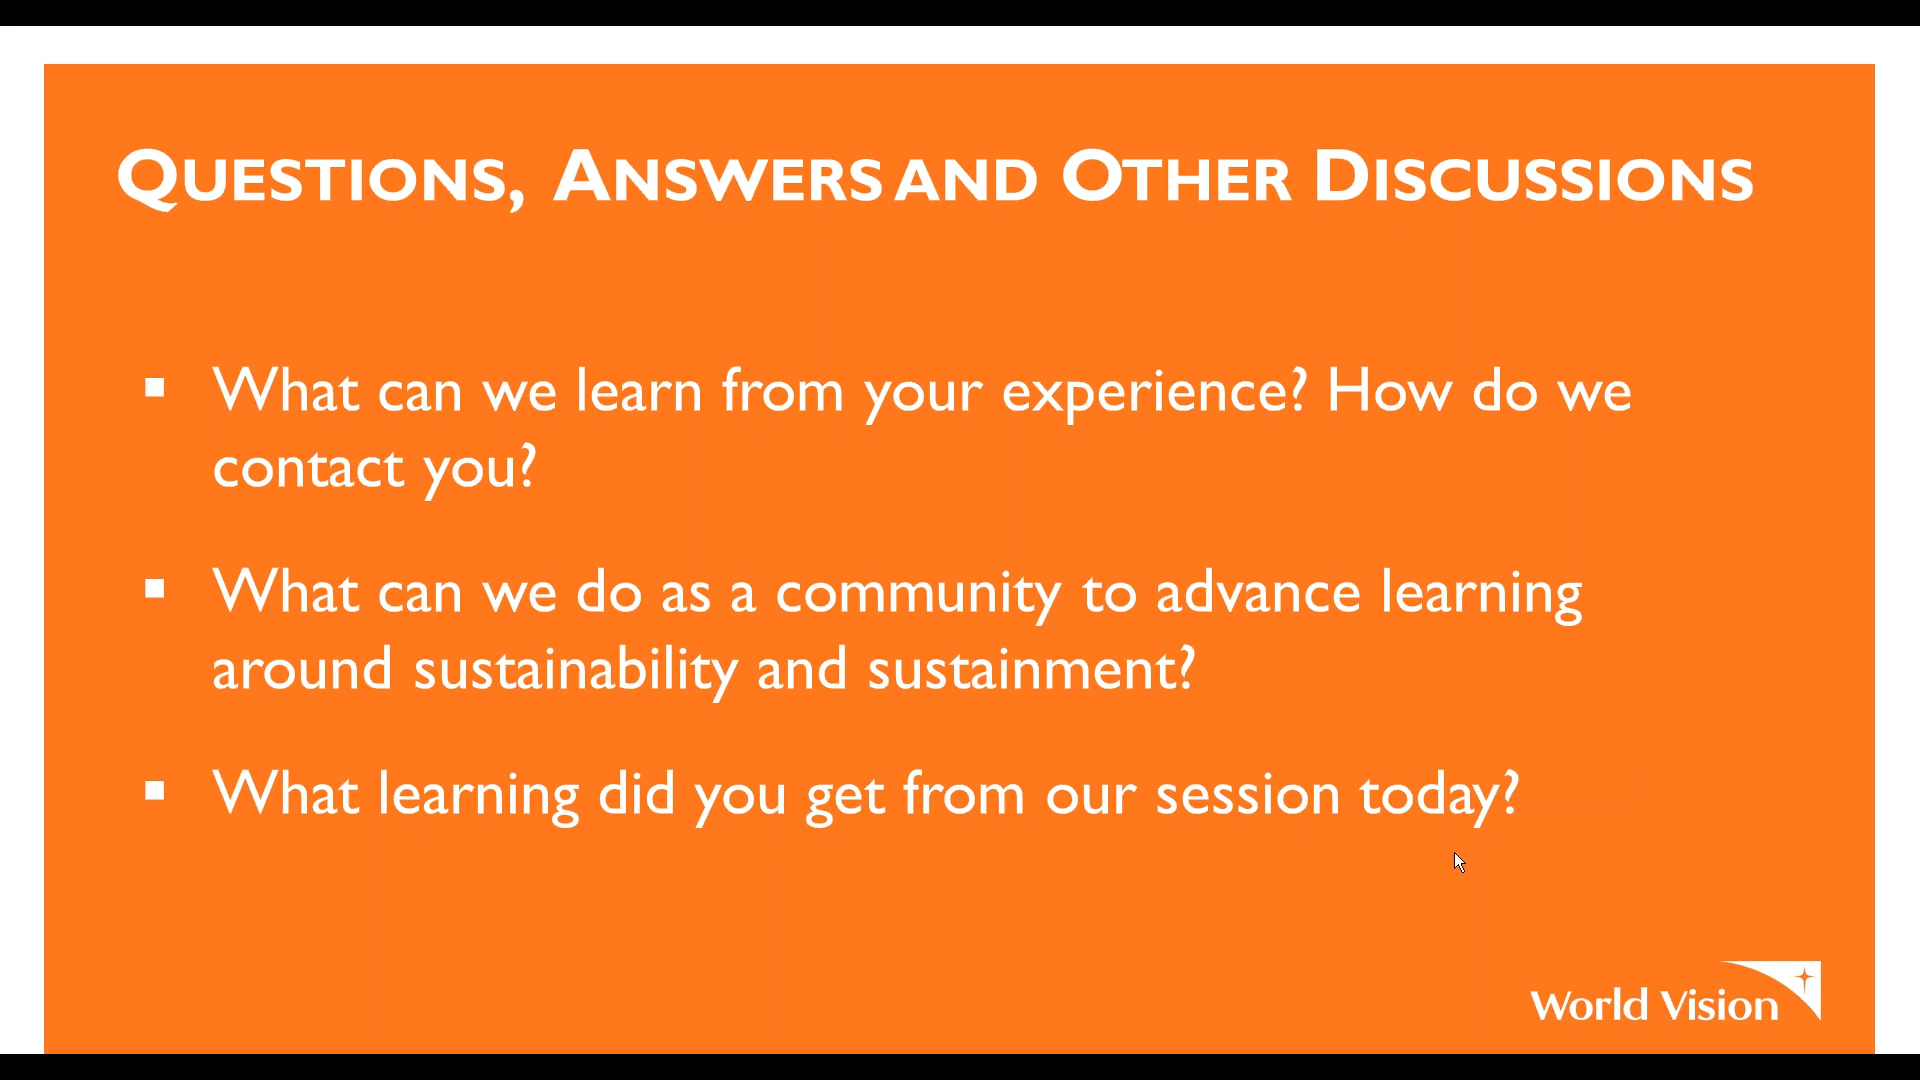 QUESTIONS, ANSWERS AND OTHER DISCUSSIONS
▪ What can we learn from your experience? How do we
contact you?
▪ What can we do as a community to advance learning
around sustainability and sustainment?
▪ What learning did you get from our session today?
World Vision